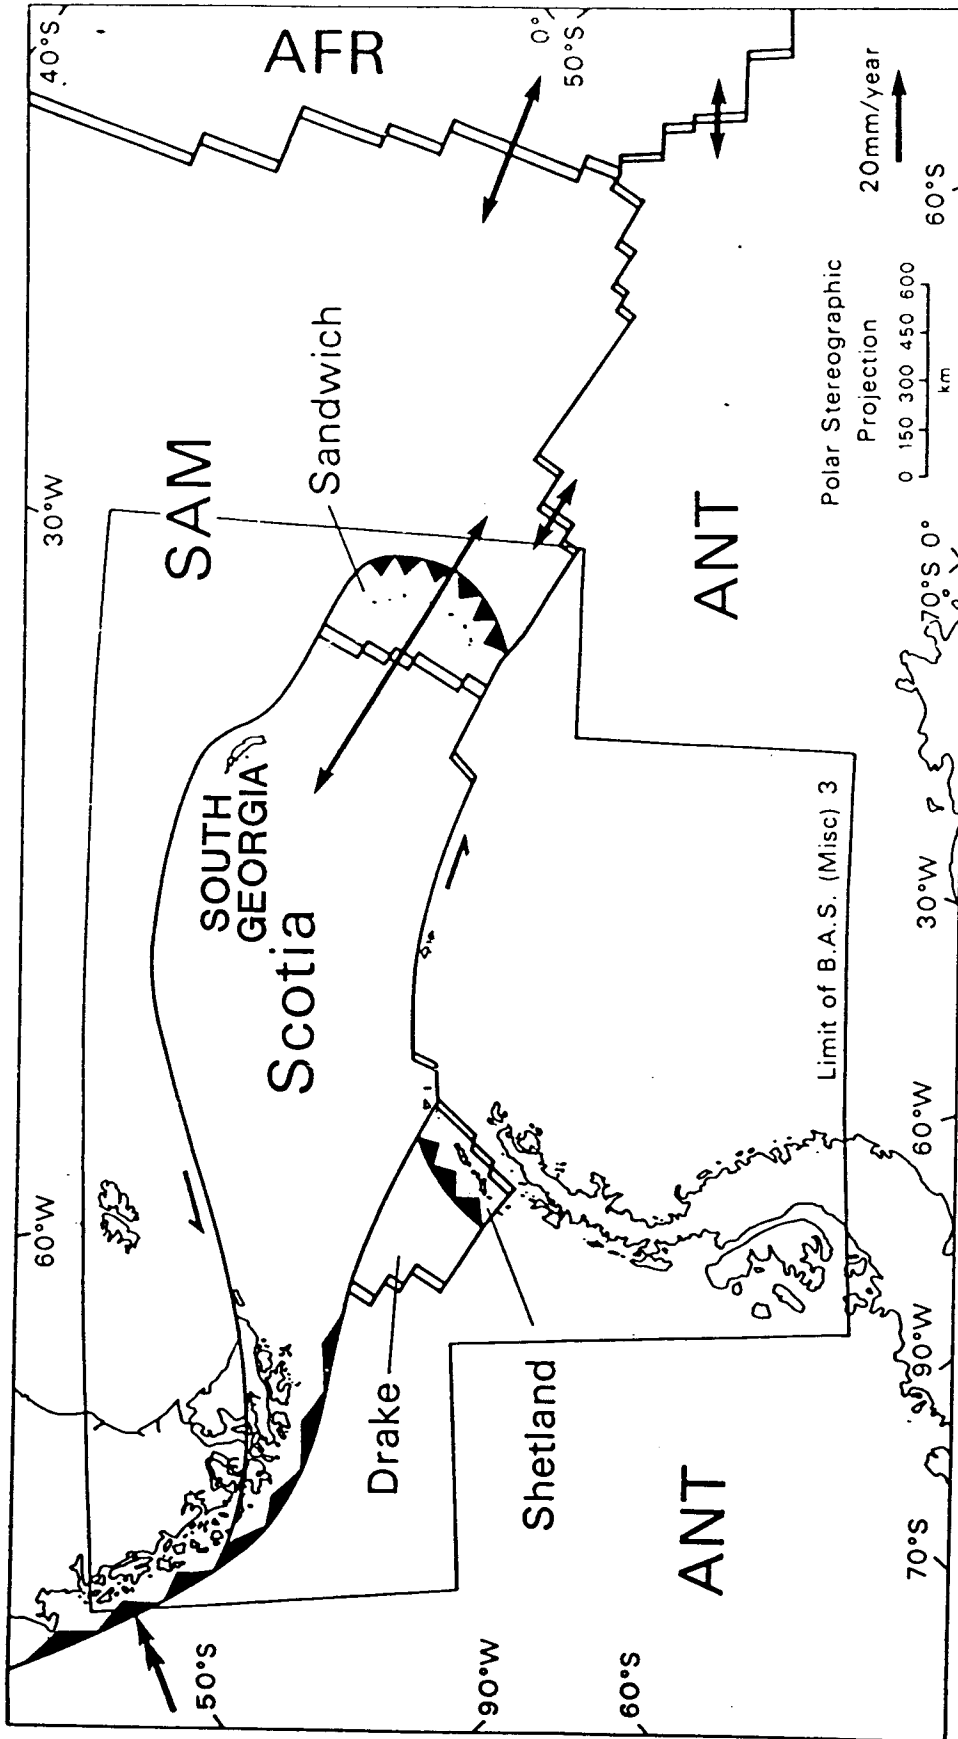 40°S
AFR
0°
50°S
30°W
SAM
Sandwich
60°W
SOUTH
GEORGIA
Scotia
20mm/year
60°S
Polar Stereographic
Projection
0 150 300 450 600
km
ANT
70°S 0°
Limit of B.A.S. (Misc) 3
30°W
60°W
Drake
Shetland
ANT
90°W
70°S
50°S
90°W
60°S